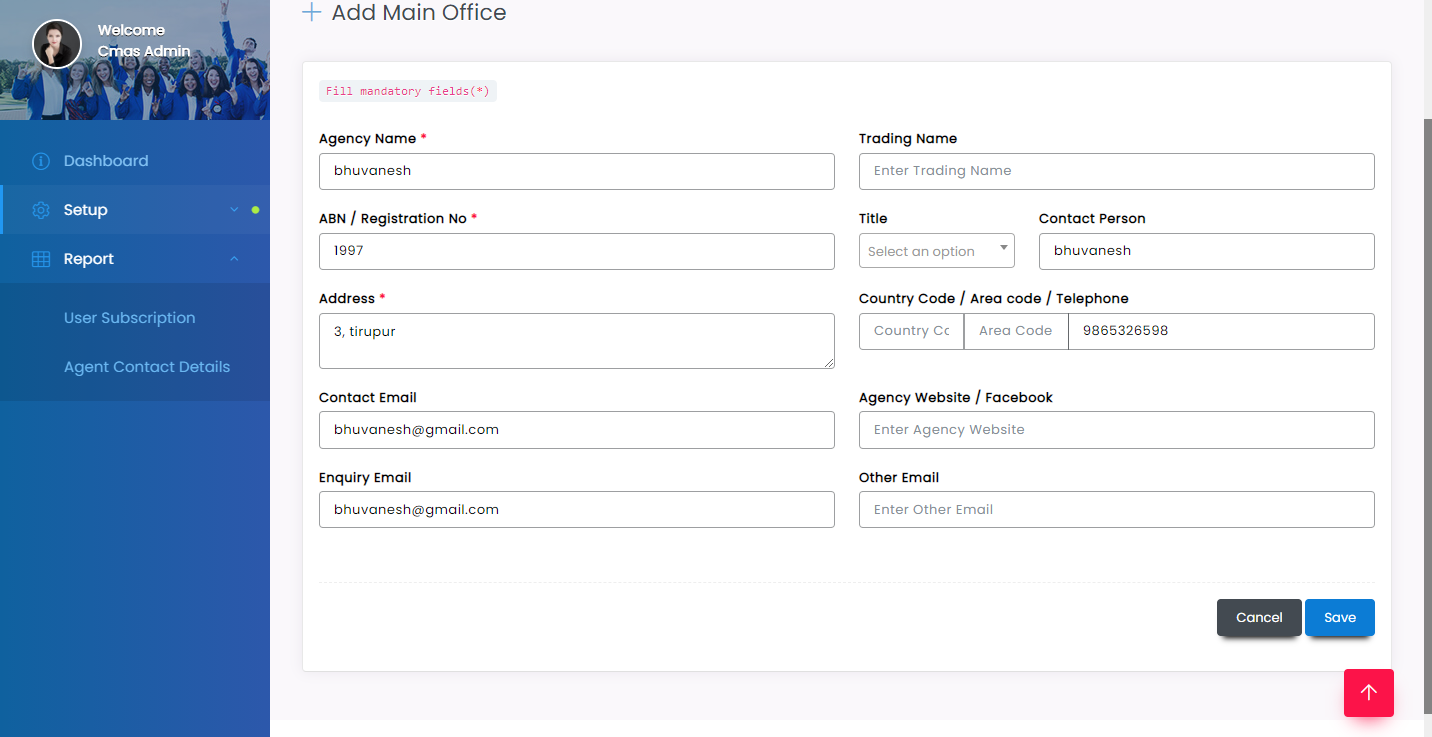 Welcome
Cmas Admin
Dashboard
Setup
Report
User Subscription
Agent Contact Details
Add Main Office
Fill mandatory fields(*)
Agency Name *
bhuvanesh
Trading Name
Enter Trading Name
ABN / Registration No *
1997
Title
Select an option
Contact Person
bhuvanesh
Address *
3, tirupur
Country Code / Area code / Telephone
Country Cc Area Code 9865326598
Contact Email
bhuvanesh@gmail.com
Agency Website / Facebook
Enter Agency Website
Enquiry Email
bhuvanesh@gmail.com
Other Email
Enter Other Email
Cancel Save